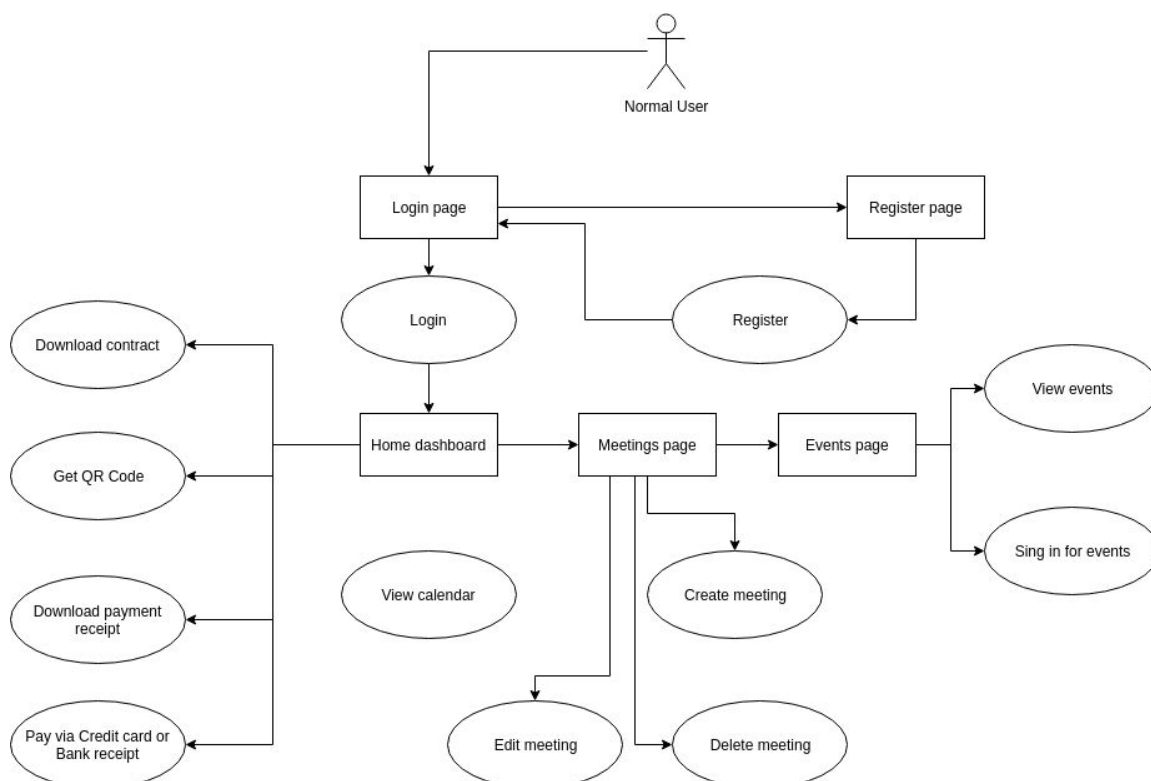 Normal User
Login page
Register page
Login
Register
Download contract
View events
Home dashboard
Meetings page
Events page
Get QR Code
Sing in for events
View calendar
Create meeting
Download payment
receipt
Edit meeting
Delete meeting
Pay via Credit card or
Bank receipt